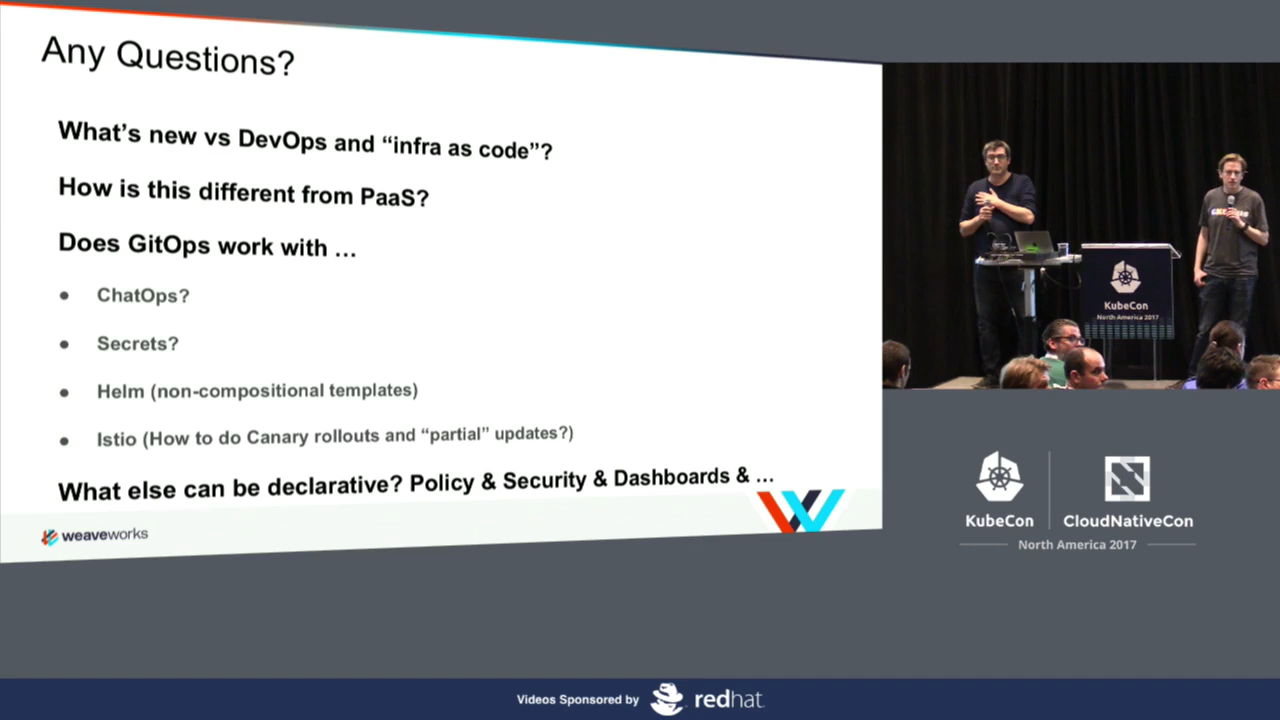 Any Questions?
What's new vs DevOps and “infra as code”?
How is this different from PaaS?
Does GitOps work with …
● ChatOps?
● Secrets?
● Helm (non-compositional templates)
● Istio (How to do Canary rollouts and “partial” updates?)
What else can be declarative? Policy & Security & Dashboards & …
weaveworks
KubeCon
North America 2017
KubeCon
CloudNativeCon
North America 2017
Videos Sponsored by
redhat